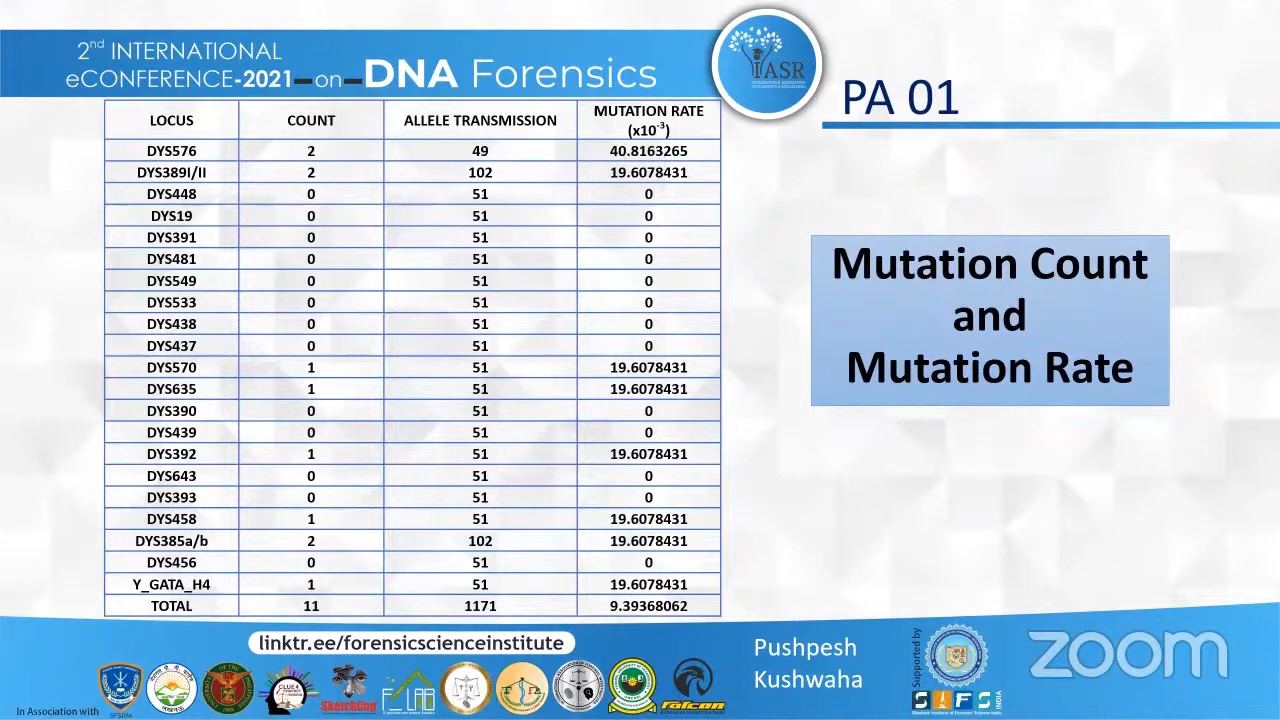 2nd INTERNATIONAL
eCONFERENCE-2021-on-DNA Forensics
IASR
PA 01
LOCUS COUNT ALLELE TRANSMISSION MUTATION RATE (x10-3)
DYS576 2 49 40.8163265
DYS389I/II 2 102 19.6078431
DYS448 0 51 0
DYS19 0 51 0
DYS391 0 51 0
DYS481 0 51 0
DYS549 0 51 0
DYS533 0 51 0
DYS438 0 51 0
DYS437 0 51 0
DYS570 1 51 19.6078431
DYS635 1 51 19.6078431
DYS390 0 51 0
DYS439 0 51 0
DYS392 1 51 19.6078431
DYS643 0 51 0
DYS393 0 51 0
DYS458 1 51 19.6078431
DYS385a/b 2 102 19.6078431
DYS456 0 51 0
Y_GATA_H4 1 51 19.6078431
TOTAL 11 1171 9.39368062
Mutation Count
and
Mutation Rate
linktr.ee/forensicscienceinstitute
Pushpesh
Kushwaha
In Association with
SFSRM
SketchCop
falcon
Supported by
SIFS
INDIA
zoom